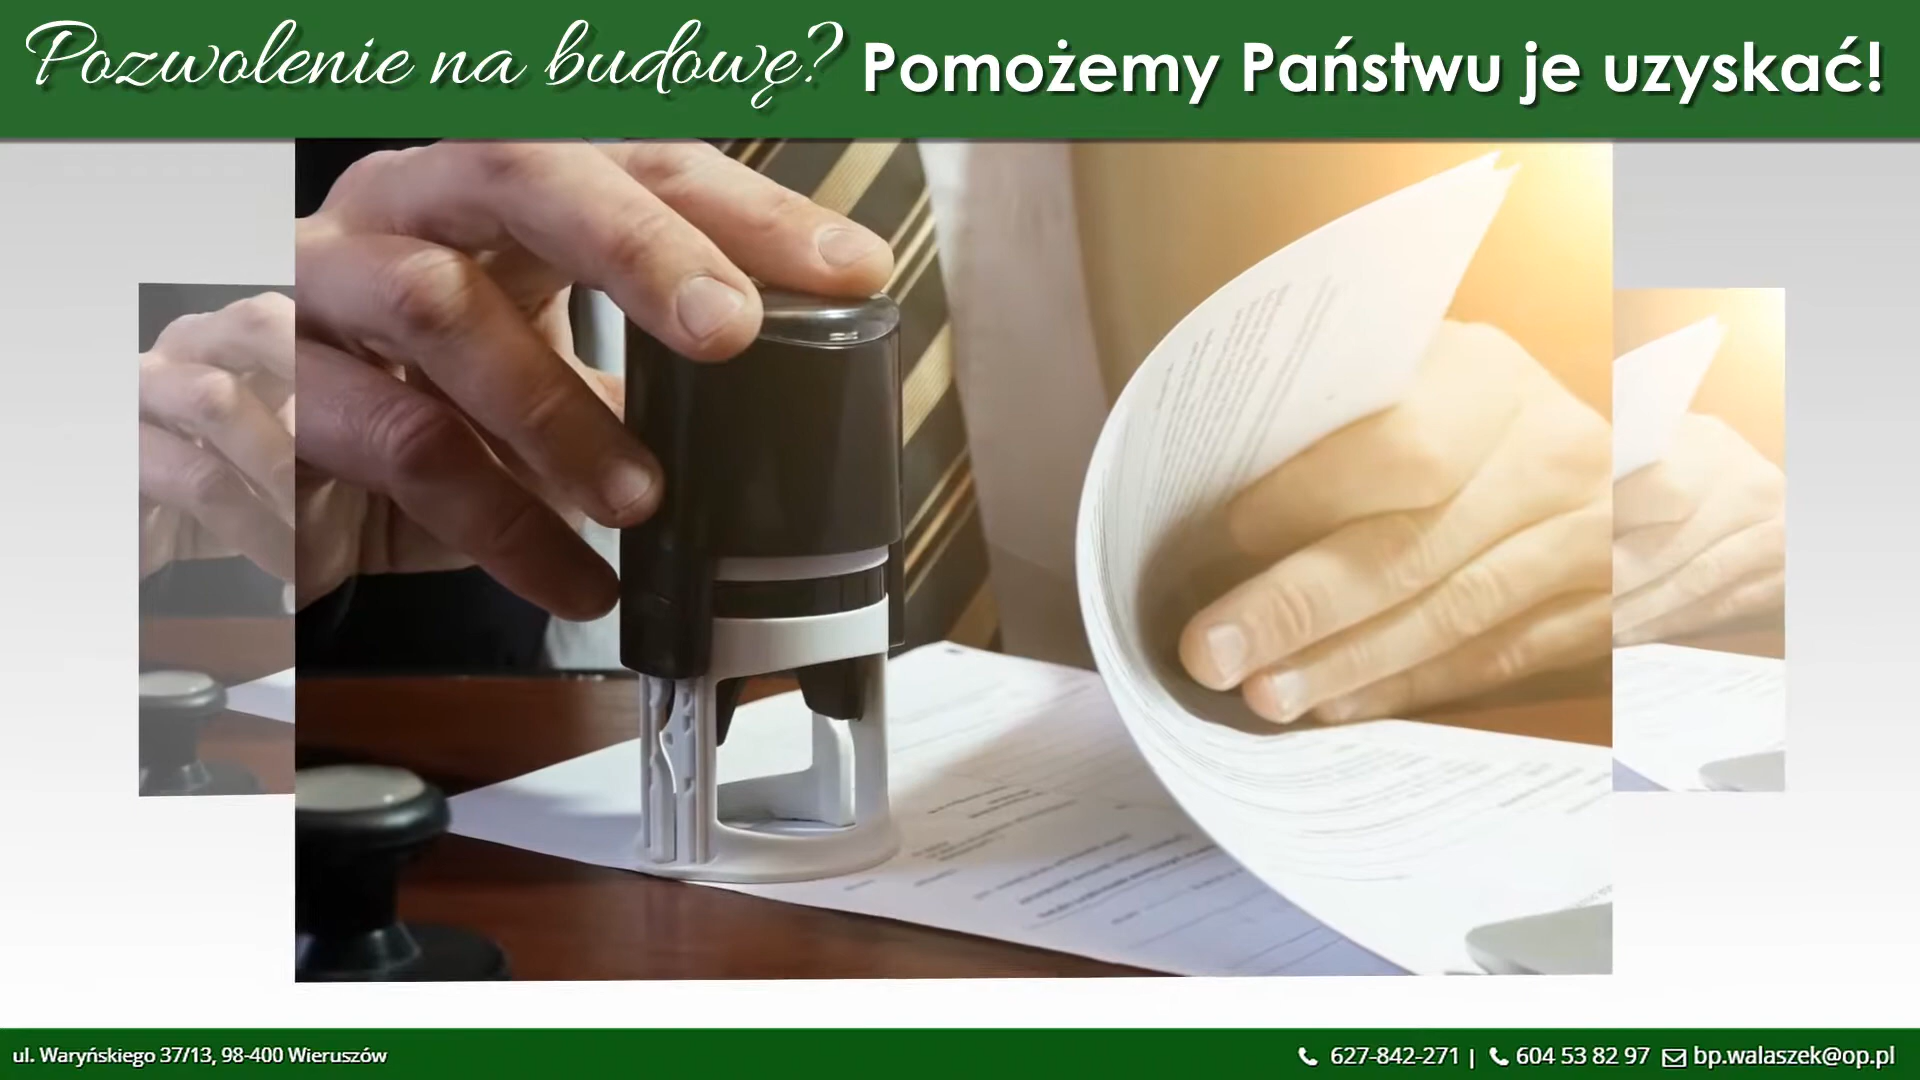 Pozwolenie na budowę? Pomożemy Państwu je uzyskać!
ul. Waryńskiego 37/13, 98-400 Wieruszów
627-842-271 | 604 53 82 97 bp.walaszek@op.pl